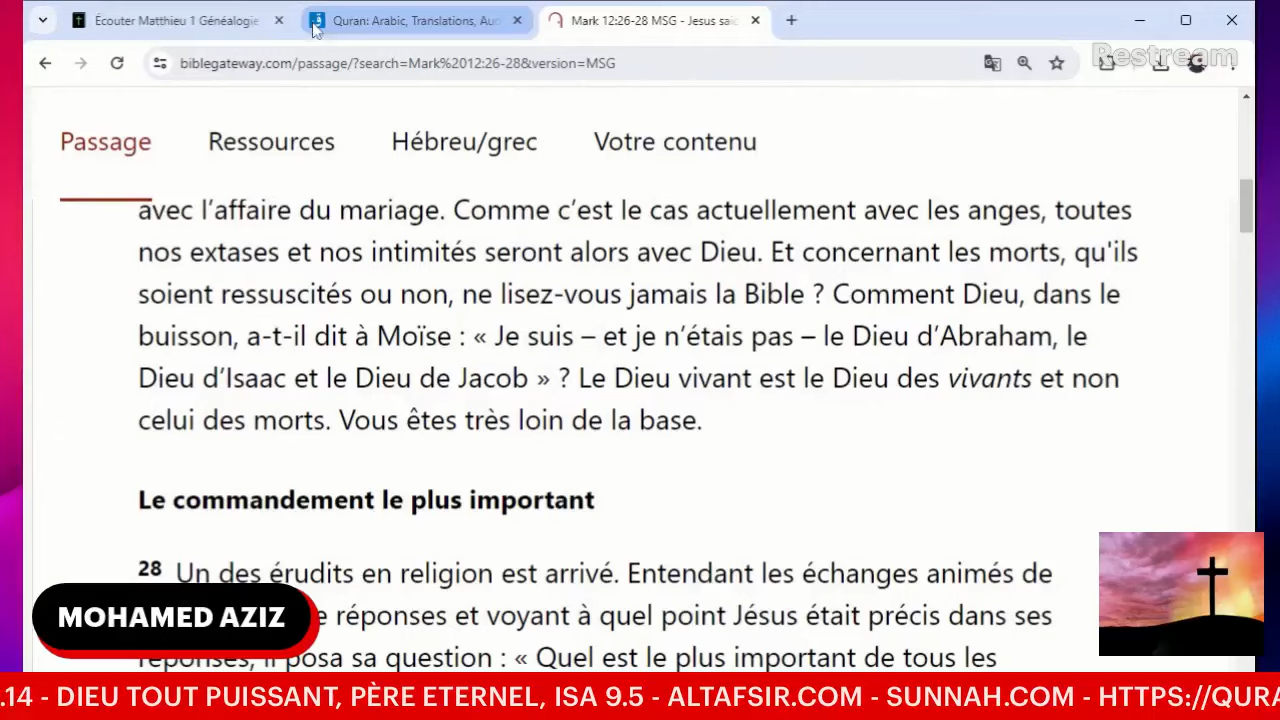 Écouter Matthieu 1 Généalogie
Quran: Arabic, Translations, Aud
Mark 12:26-28 MSG - Jesus said
biblegateway.com/passage/?search=Mark%2012:26-28&version=MSG
Restream
Passage
Ressources
Hébreu/grec
Votre contenu
avec l’affaire du mariage. Comme c’est le cas actuellement avec les anges, toutes
nos extases et nos intimités seront alors avec Dieu. Et concernant les morts, qu'ils
soient ressuscités ou non, ne lisez-vous jamais la Bible ? Comment Dieu, dans le
buisson, a-t-il dit à Moïse : « Je suis – et je n’étais pas – le Dieu d’Abraham, le
Dieu d’Isaac et le Dieu de Jacob » ? Le Dieu vivant est le Dieu des vivants et non
celui des morts. Vous êtes très loin de la base.
Le commandement le plus important
28 Un des érudits en religion est arrivé. Entendant les échanges animés de
réponses et voyant à quel point Jésus était précis dans ses
réponses, il posa sa question : « Quel est le plus important de tous les
MOHAMED AZIZ
.14 - DIEU TOUT PUISSANT, PÈRE ETERNEL, ISA 9.5 - ALTAFSIR.COM - SUNNAH.COM - HTTPS://QURA